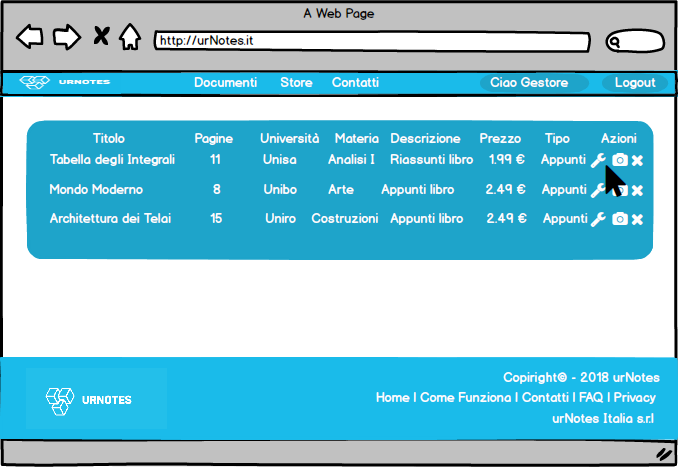 A Web Page
http://urNotes.it
URNOTES Documenti Store Contatti Ciao Gestore Logout
Titolo Pagine Università Materia Descrizione Prezzo Tipo Azioni
Tabella degli Integrali 11 Unisa Analisi I Riassunti libro 1.99 € Appunti
Mondo Moderno 8 Unibo Arte Appunti libro 2.49 € Appunti
Architettura dei Telai 15 Uniro Costruzioni Appunti libro 2.49 € Appunti
Copiright© - 2018 urNotes
Home | Come Funziona | Contatti | FAQ | Privacy
URNOTES
urNotes Italia s.r.l